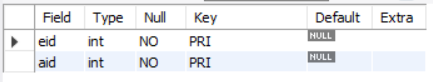 Field Type Null Key Default Extra
eid int NO PRI NULL
aid int NO PRI NULL